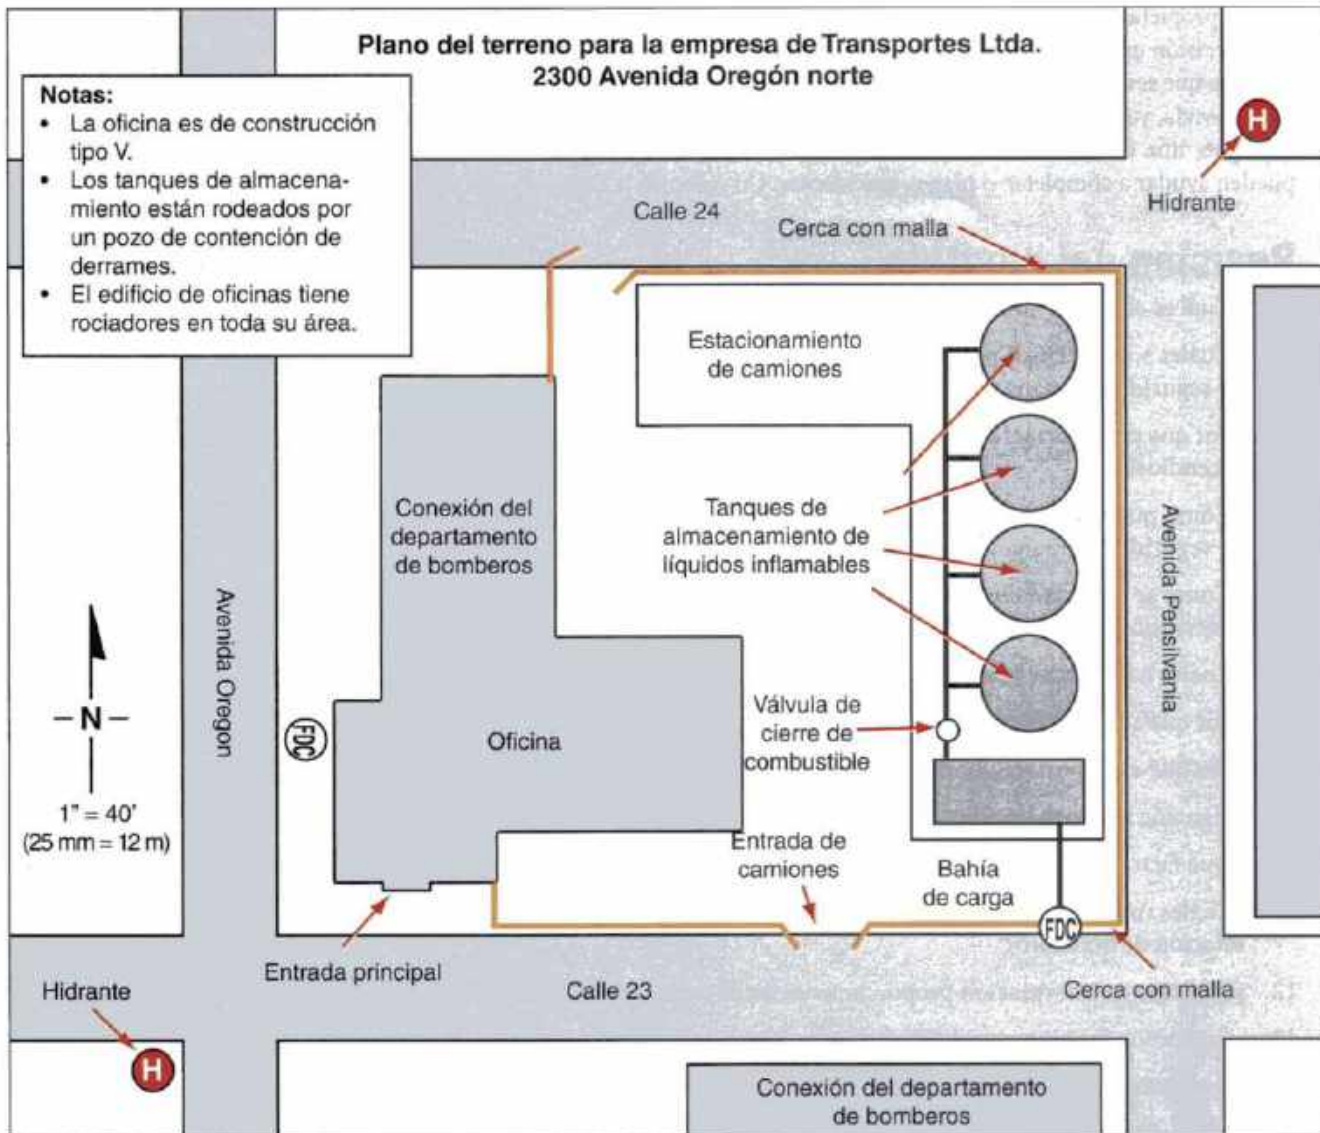 Plano del terreno para la empresa de Transportes Ltda.
2300 Avenida Oregón norte
Notas:
• La oficina es de construcción
tipo V.
• Los tanques de almacena-
miento están rodeados por
un pozo de contención de
derrames.
• El edificio de oficinas tiene
rociadores en toda su área.
H
Hidrante
Calle 24
Cerca con malla
Estacionamiento
de camiones
Conexión del
departamento
de bomberos
Tanques de
almacenamiento de
líquidos inflamables
Avenida Pensilvania
Avenida Oregon
N
1" = 40'
(25 mm = 12 m)
FDC
Oficina
Válvula de
cierre de
combustible
Entrada de
camiones
Bahía
de carga
FDC
Entrada principal
Hidrante
Calle 23
Cerca con malla
H
Conexión del departamento
de bomberos